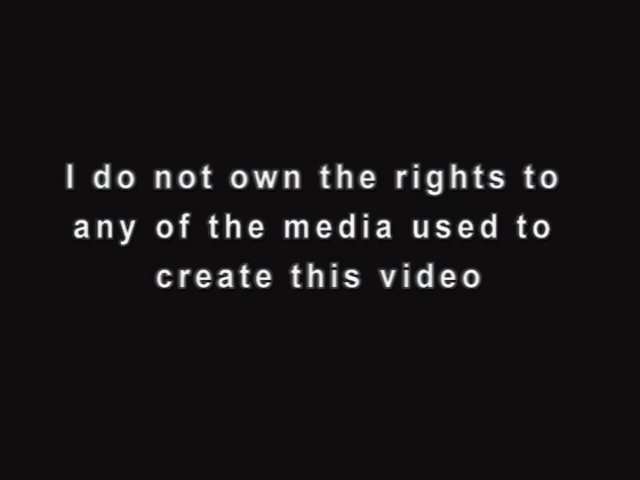 I do not own the rights to
any of the media used to
create this video